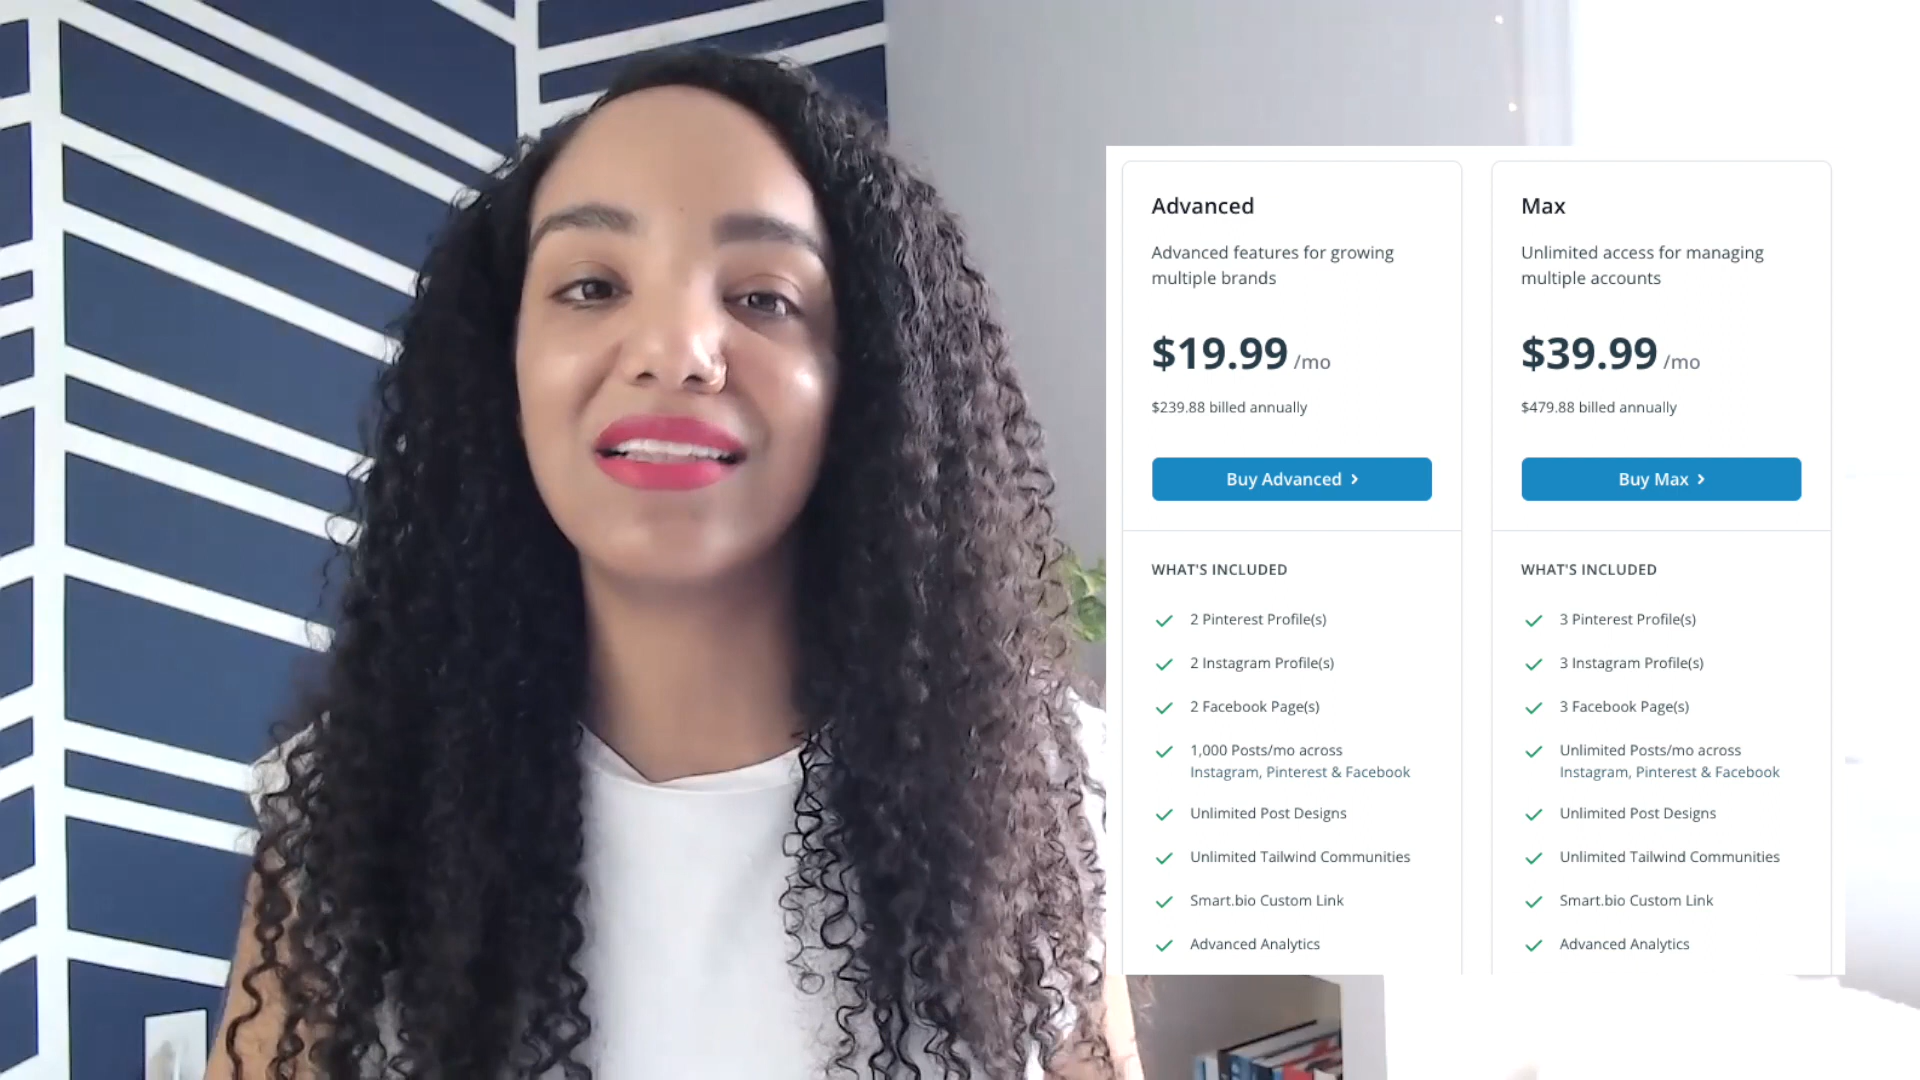 Advanced
Advanced features for growing
multiple brands
$19.99 /mo
$239.88 billed annually
Buy Advanced >
WHAT'S INCLUDED
2 Pinterest Profile(s)
2 Instagram Profile(s)
2 Facebook Page(s)
1,000 Posts/mo across
Instagram, Pinterest & Facebook
Unlimited Post Designs
Unlimited Tailwind Communities
Smart.bio Custom Link
Advanced Analytics
Max
Unlimited access for managing
multiple accounts
$39.99 /mo
$479.88 billed annually
Buy Max >
WHAT'S INCLUDED
3 Pinterest Profile(s)
3 Instagram Profile(s)
3 Facebook Page(s)
Unlimited Posts/mo across
Instagram, Pinterest & Facebook
Unlimited Post Designs
Unlimited Tailwind Communities
Smart.bio Custom Link
Advanced Analytics